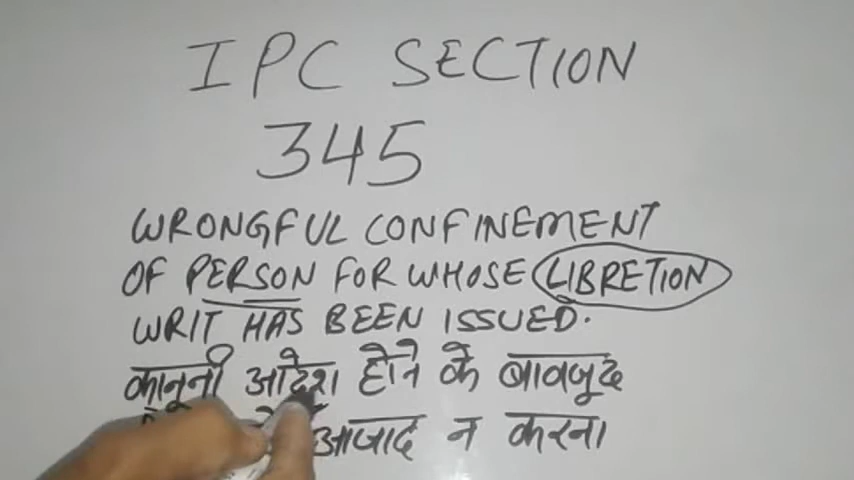 IPC SECTION
345
WRONGFUL CONFINEMENT
OF PERSON FOR WHOSE LIBRETION
WRIT HAS BEEN ISSUED.
कानूनी आदेश होने के बावजूद
आजाद न करना